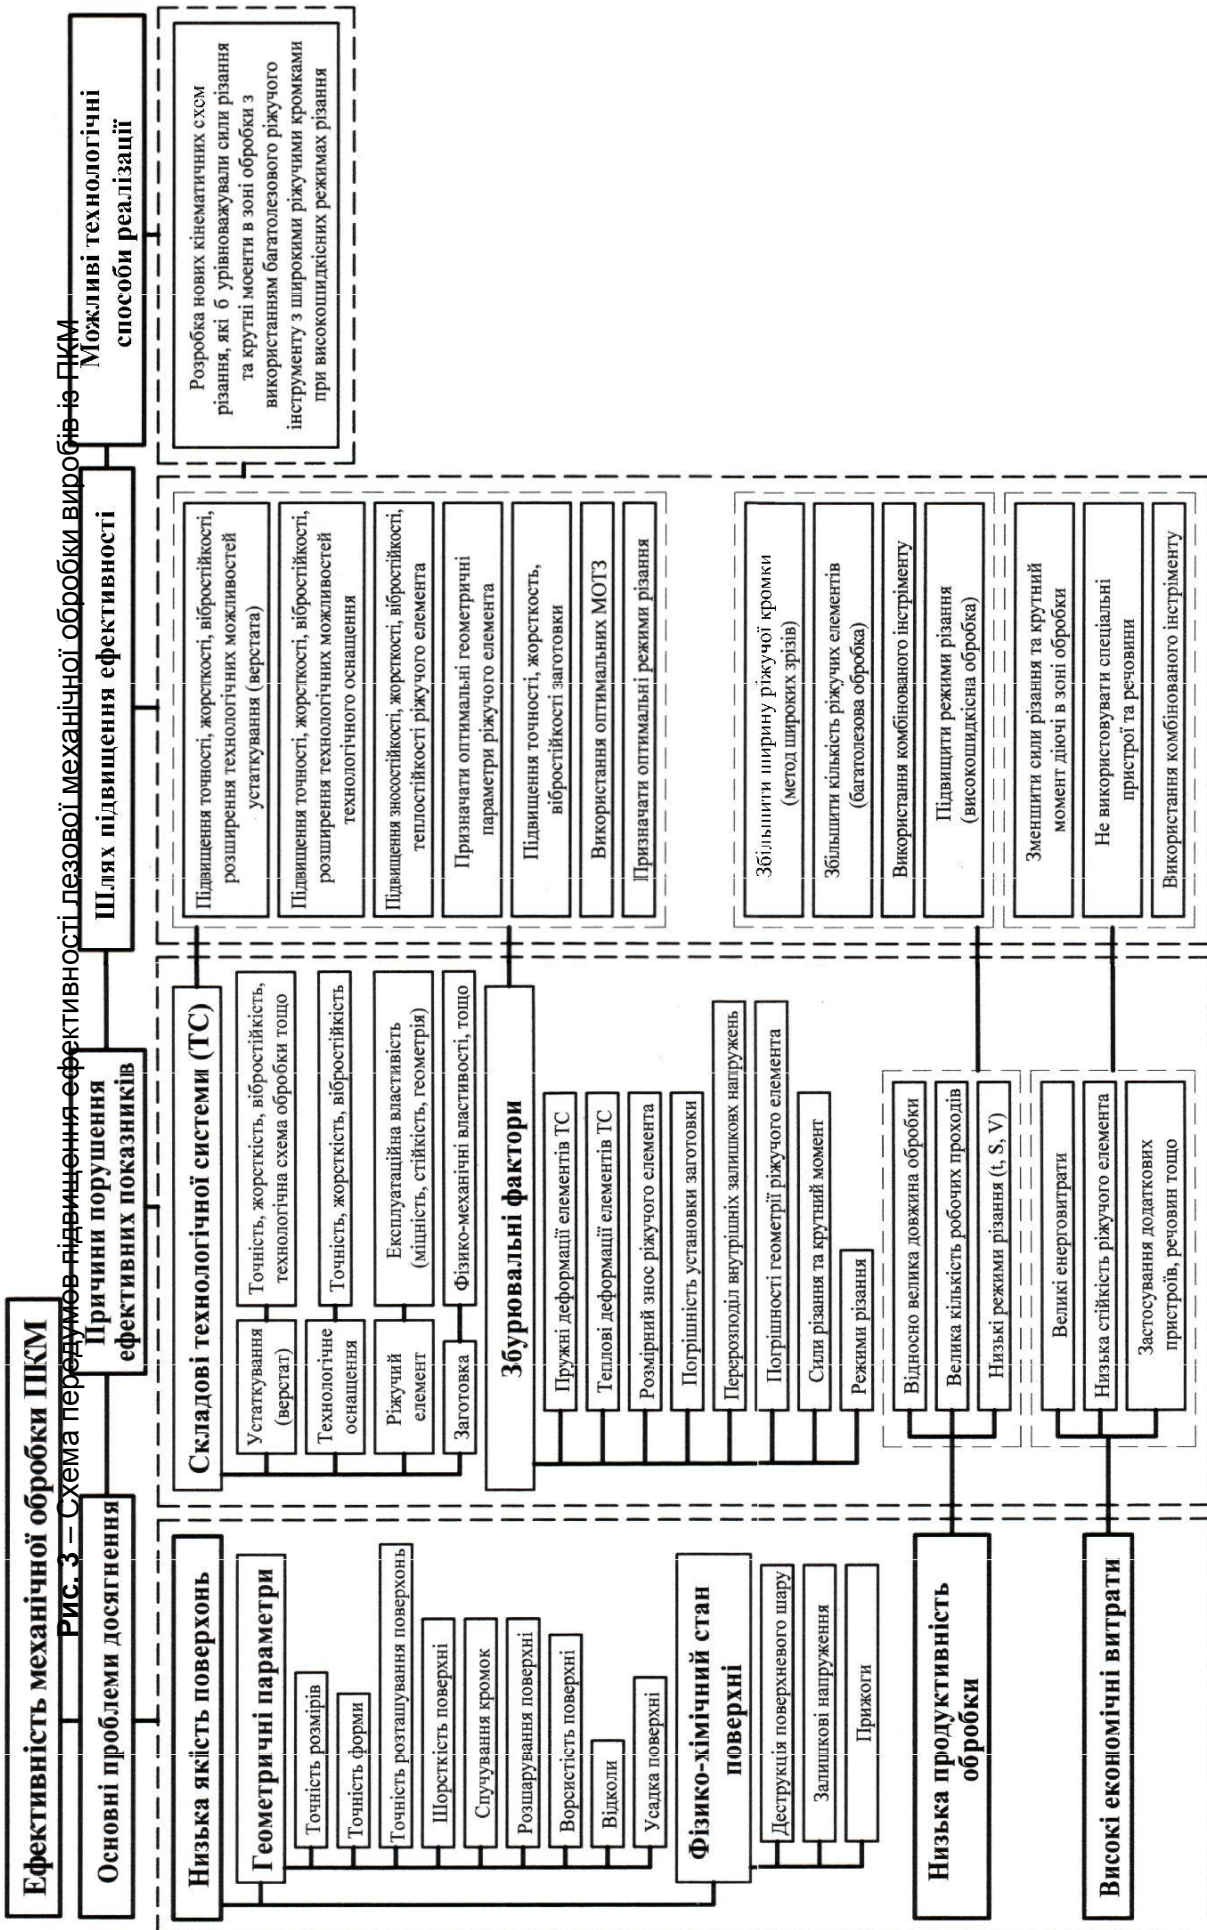 Ефективність механічної обробки ПКМ
Рис. 3 – Схема передумов підвищення ефективності лезової механічної обробки виробів із ПКМ
Основні проблеми досягнення
Причини порушення
ефективних показників
Шлях підвищення ефективності
Можливі технологічні
способи реалізації
Низька якість поверхонь
Геометричні параметри
Точність розмірів
Точність форми
Точність розташування поверхонь
Шорсткість поверхні
Спучування кромок
Розшарування поверхні
Ворсистість поверхні
Відколи
Усадка поверхні
Фізико-хімічний стан
поверхні
Деструкція поверхневого шару
Залишкові напруження
Прижоги
Низька продуктивність
обробки
Високі економічні витрати
Складові технологічної системи (ТС)
Устаткування
(верстат)
Точність, жорсткість, вібростійкість,
технологічна схема обробки тощо
Технологічне
оснащення
Точність, жорсткість, вібростійкість
Ріжучий
елемент
Експлуатаційна властивість
(міцність, стійкість, геометрія)
Заготовка
Фізико-механічні властивості, тощо
Збурювальні фактори
Пружні деформації елементів ТС
Теплові деформації елементів ТС
Розмірний знос ріжучого елемента
Погрішність установки заготовки
Перерозподіл внутрішніх залишкових напружень
Погрішності геометрії ріжучого елемента
Сили різання та крутний момент
Режими різання
Відносно велика довжина обробки
Велика кількість робочих проходів
Низькі режими різання (t, S, V)
Великі енерговитрати
Низька стійкість ріжучого елемента
Застосування додаткових
пристроїв, речовин тощо
Підвищення точності, жорсткості, вібростійкості,
розширення технологічних можливостей
устаткування (верстата)
Підвищення точності, жорсткості, вібростійкості,
розширення технологічних можливостей
технологічного оснащення
Підвищення зносостійкості, жорсткості, вібростійкості,
теплостійкості ріжучого елемента
Призначати оптимальні геометричні
параметри ріжучого елемента
Підвищення точності, жорсткость,
вібростійкості заготовки
Використання оптимальних МОТЗ
Призначати оптимальні режими різання
Збільшити ширину ріжучої кромки
(метод широких зрізів)
Збільшити кількість ріжучих елементів
(багатолезова обробка)
Використання комбінованого інстріменту
Підвищити режими різання
(високошидкісна обробка)
Зменшити сили різання та крутний
момент діючі в зоні обробки
Не використовувати спеціальні
пристрої та речовини
Використання комбінованого інстріменту
Розробка нових кінематичних схем
різання, які б урівноважували сили різання
та крутні моенти в зоні обробки з
використанням багатолезового ріжучого
інструменту з широкими ріжучими кромками
при високошидкісних режимах різання